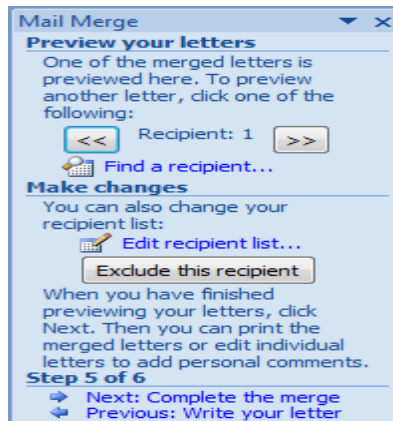 Mail Merge
Preview your letters
One of the merged letters is
previewed here. To preview
another letter, click one of the
following:
<< Recipient: 1 >>
Find a recipient...
Make changes
You can also change your
recipient list:
Edit recipient list...
Exclude this recipient
When you have finished
previewing your letters, click
Next. Then you can print the
merged letters or edit individual
letters to add personal comments.
Step 5 of 6
Next: Complete the merge
Previous: Write your letter